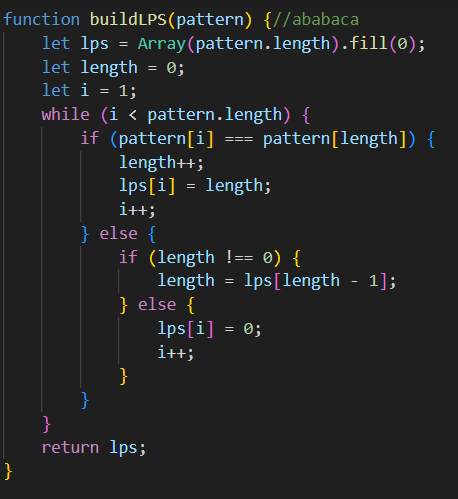 function buildLPS(pattern) {//ababaca
    let lps = Array(pattern.length).fill(0);
    let length = 0;
    let i = 1;
    while (i < pattern.length) {
        if (pattern[i] === pattern[length]) {
            length++;
            lps[i] = length;
            i++;
        } else {
            if (length !== 0) {
                length = lps[length - 1];
            } else {
                lps[i] = 0;
                i++;
            }
        }
    }
    return lps;
}